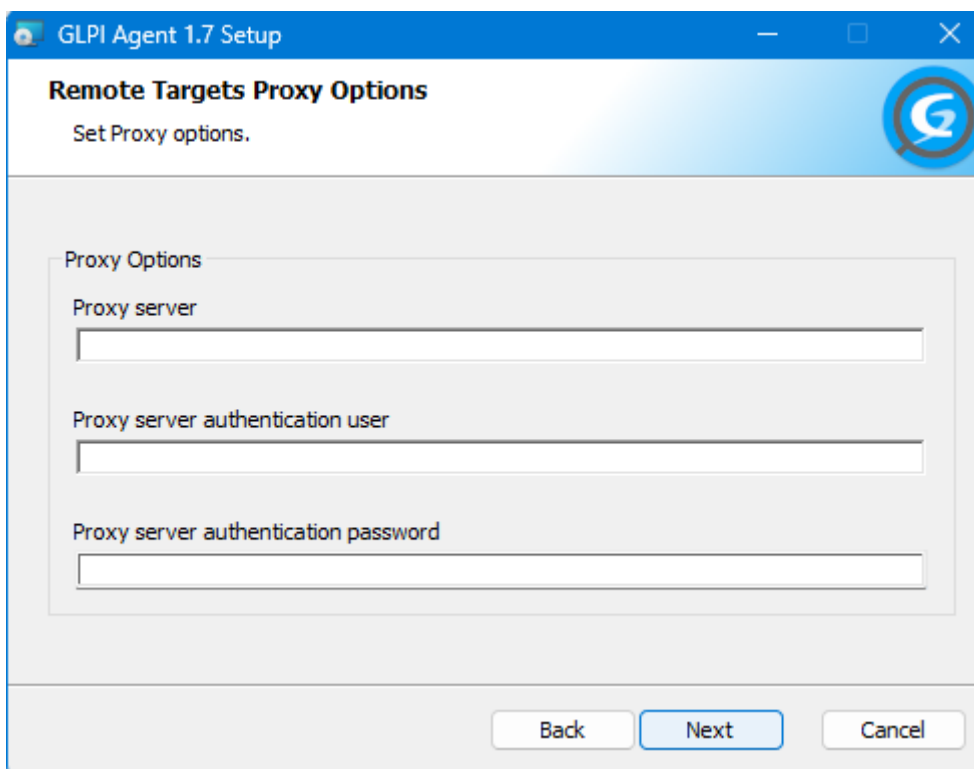 GLPI Agent 1.7 Setup
Remote Targets Proxy Options
Set Proxy options.
Proxy Options
Proxy server
Proxy server authentication user
Proxy server authentication password
Back Next Cancel